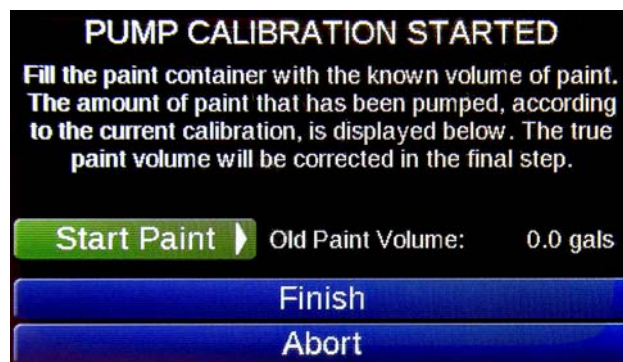 PUMP CALIBRATION STARTED
Fill the paint container with the known volume of paint.
The amount of paint that has been pumped, according
to the current calibration, is displayed below. The true
paint volume will be corrected in the final step.
Start Paint Old Paint Volume: 0.0 gals
Finish
Abort